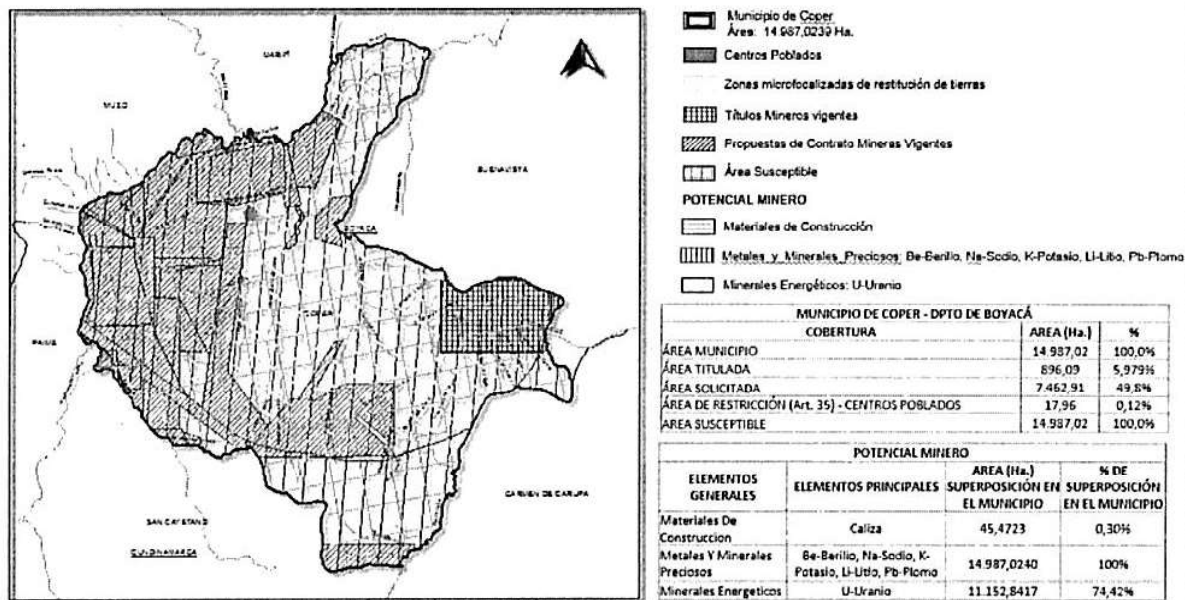 MUZO
BUENAVISTA
BOYACÁ
COPER
SAN CAYETANO
CUNDINAMARCA
CARMEN DE CARUPA
Municipio de Coper
Área: 14.987,0239 Ha.
Centros Poblados
Zonas microfocalizadas de restitución de tierras
Títulos Mineros vigentes
Propuestas de Contrato Mineras Vigentes
Área Susceptible
POTENCIAL MINERO
Materiales de Construcción
Metales y Minerales Preciosos: Be-Berilio, Na-Sodio, K-Potasio, Li-Litio, Pb-Plomo
Minerales Energéticos: U-Uranio
MUNICIPIO DE COPER - DPTO DE BOYACÁ
COBERTURA AREA (Ha.) %
ÁREA MUNICIPIO 14.987,02 100,0%
ÁREA TITULADA 896,09 5,979%
ÁREA SOLICITADA 7.462,91 49,8%
ÁREA DE RESTRICCIÓN (Art. 35) - CENTROS POBLADOS 17,96 0,12%
AREA SUSCEPTIBLE 14.987,02 100,0%
POTENCIAL MINERO
ELEMENTOS GENERALES ELEMENTOS PRINCIPALES AREA (Ha.) SUPERPOSICIÓN EN EL MUNICIPIO % DE SUPERPOSICIÓN EN EL MUNICIPIO
Materiales De Construccion Caliza 45,4723 0,30%
Metales Y Minerales Preciosos Be-Berilio, Na-Sodio, K-Potasio, Li-Litio, Pb-Plomo 14.987,0240 100%
Minerales Energeticos U-Uranio 11.152,8417 74,42%